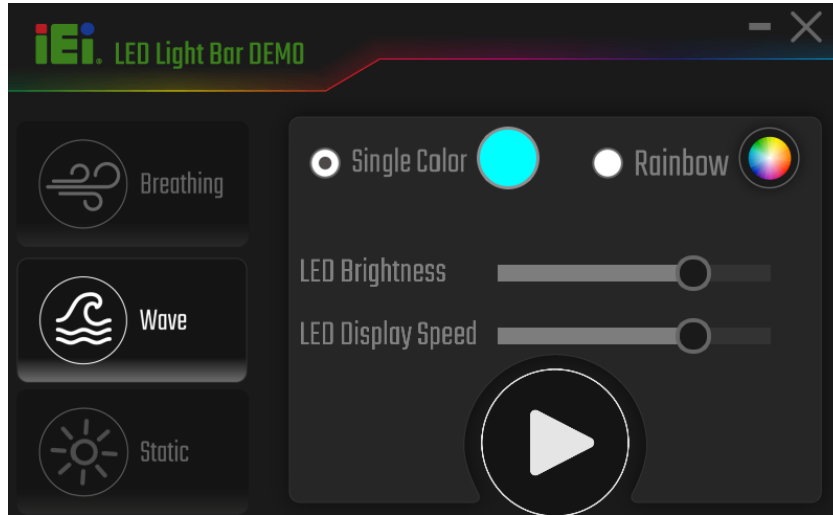 iEi. LED Light Bar DEMO
Breathing
Wave
Static
Single Color
Rainbow
LED Brightness
LED Display Speed